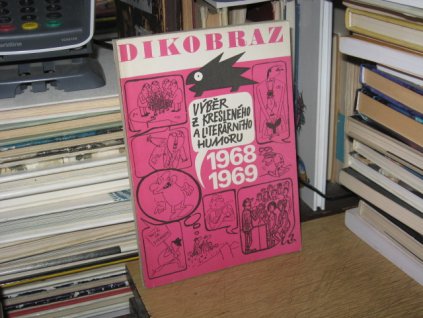 DIKOBRAZ
VÝBĚR
Z KRESLENÉHO
A LITERÁRNÍHO
HUMORU
1968
1969